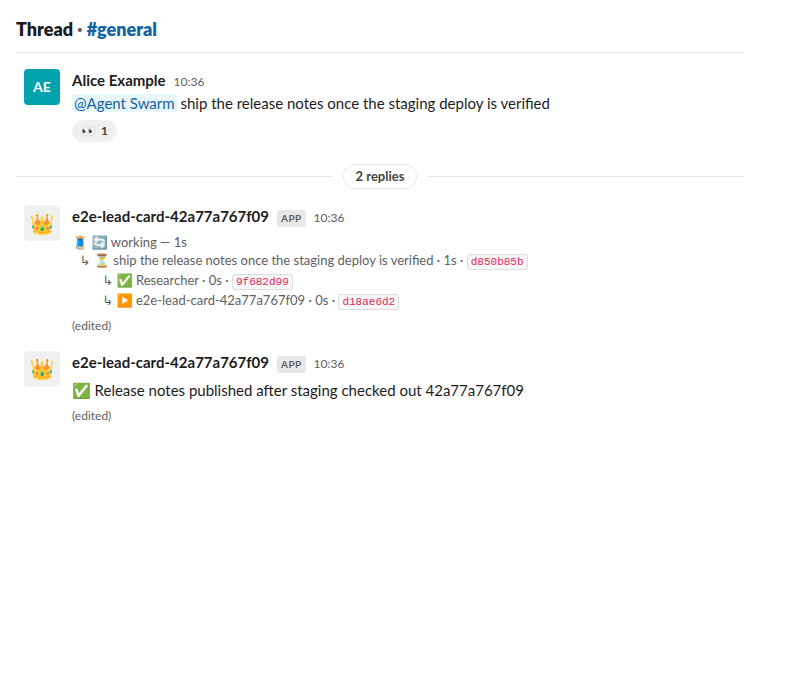 Thread • #general
AE
Alice Example 10:36
@Agent Swarm ship the release notes once the staging deploy is verified
👀 1
2 replies
e2e-lead-card-42a77a767f09 APP 10:36
🧵 🔄 working — 1s
↳ ⏳ ship the release notes once the staging deploy is verified · 1s · d850b85b
↳ ✅ Researcher · 0s · 9f682d99
↳ ▶️ e2e-lead-card-42a77a767f09 · 0s · d18ae6d2
(edited)
e2e-lead-card-42a77a767f09 APP 10:36
✅ Release notes published after staging checked out 42a77a767f09
(edited)